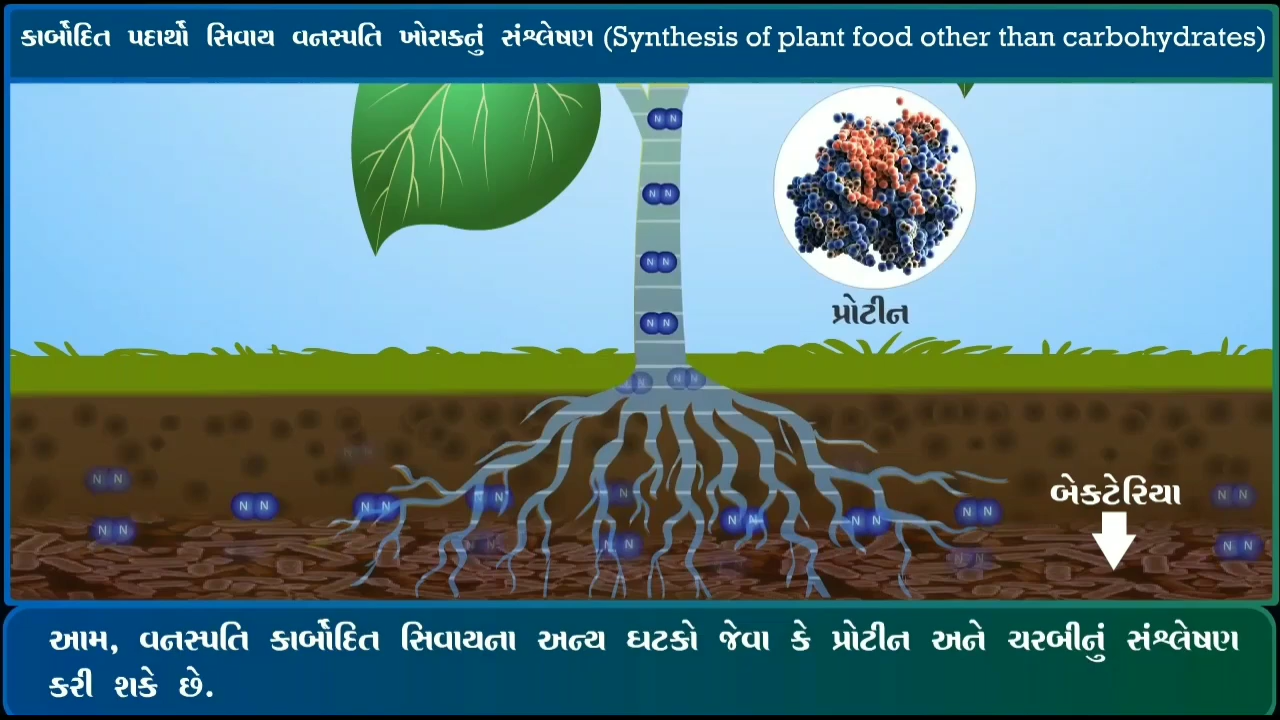 કાર્બોદિત પદાર્થો સિવાય વનસ્પતિ ખોરાકનું સંશ્લેષણ (Synthesis of plant food other than carbohydrates)
N N
N N
N N
પ્રોટીન
N N
N N
N N
N N
બેક્ટેરિયા
N N
N N
N N
N N
N N
N
N N
N N
N N
N N
N N
N N
N N
N N
N N
આમ, વનસ્પતિ કાર્બોદિત સિવાયના અન્ય ઘટકો જેવા કે પ્રોટીન અને ચરબીનું સંશ્લેષણ
કરી શકે છે.